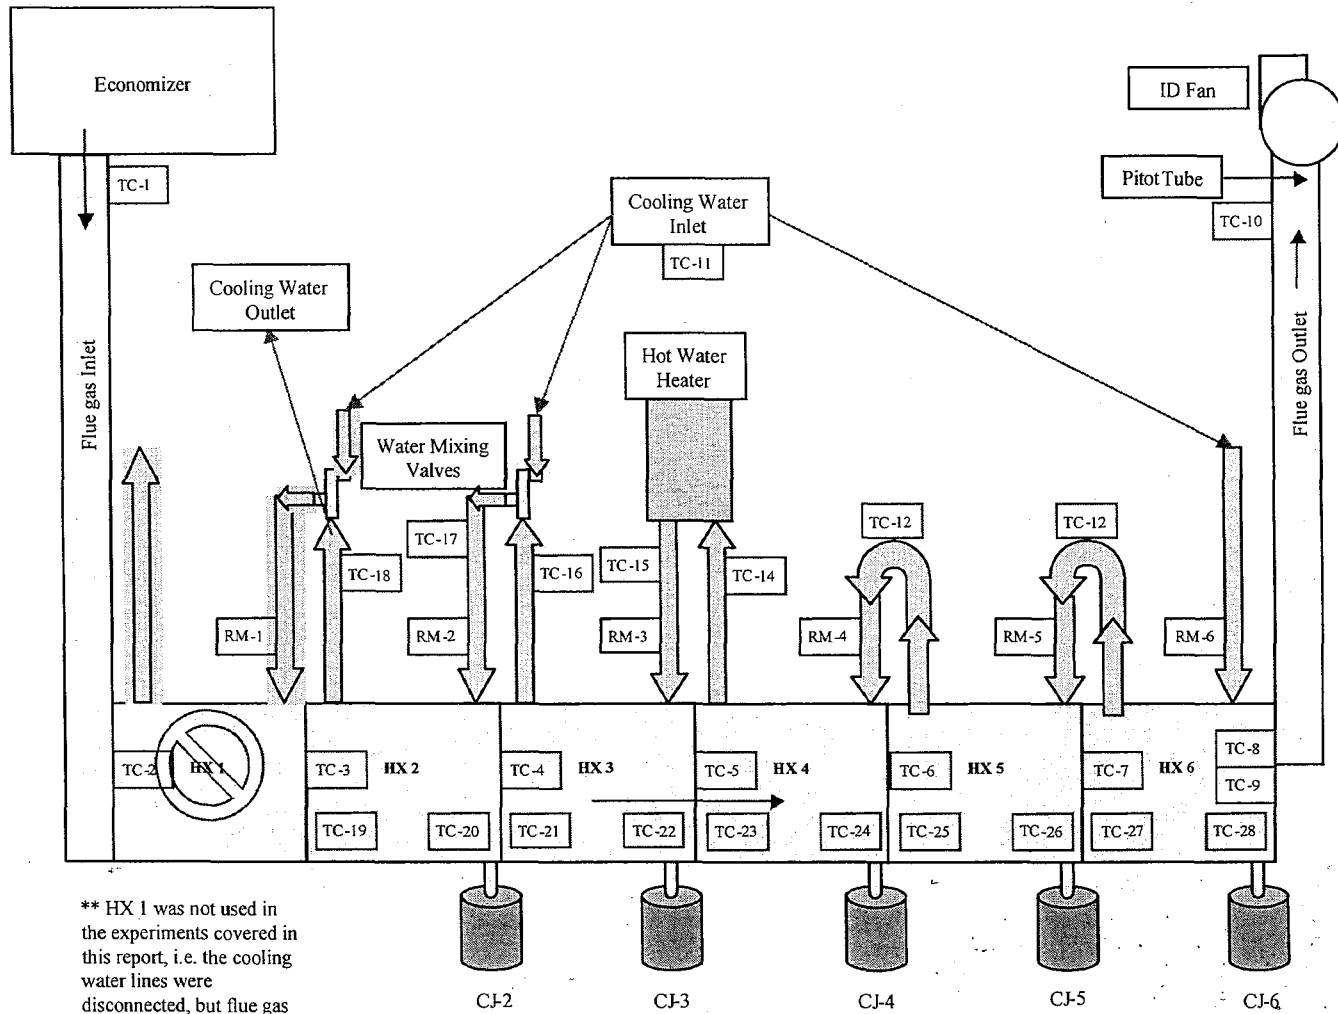 Economizer
ID Fan
TC-1
Pitot Tube
TC-10
Cooling Water
Inlet
TC-11
Cooling Water
Outlet
Flue gas Inlet
Flue gas Outlet
Hot Water
Heater
Water Mixing
Valves
TC-17
TC-18
TC-16
TC-15
TC-14
TC-12
TC-12
RM-1
RM-2
RM-3
RM-4
RM-5
RM-6
TC-2
HX 1
TC-3
HX 2
TC-4
HX 3
TC-5
HX 4
TC-6
HX 5
TC-7
HX 6
TC-8
TC-9
TC-19
TC-20
TC-21
TC-22
TC-23
TC-24
TC-25
TC-26
TC-27
TC-28
** HX 1 was not used in
the experiments covered in
this report, i.e. the cooling
water lines were
disconnected, but flue gas
CJ-2
CJ-3
CJ-4
CJ-5
CJ-6